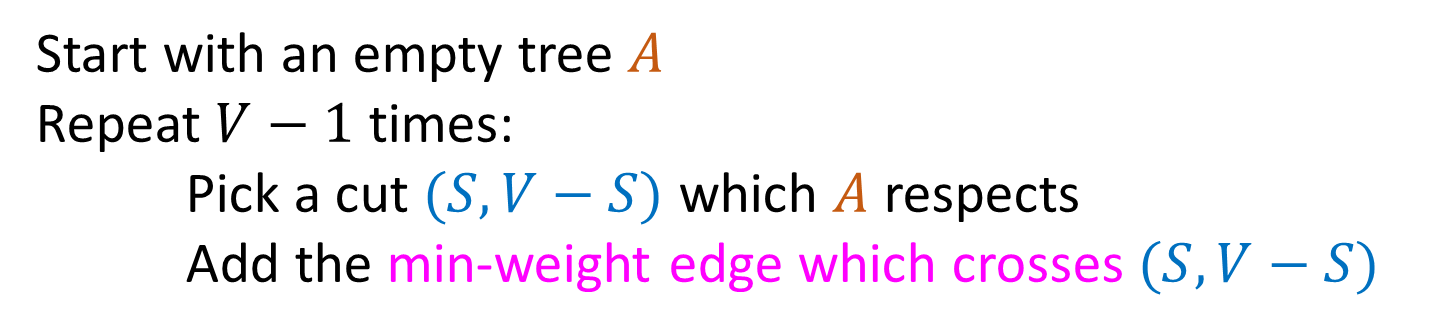 Start with an empty tree A
Repeat V − 1 times:
Pick a cut (S, V − S) which A respects
Add the min-weight edge which crosses (S, V − S)